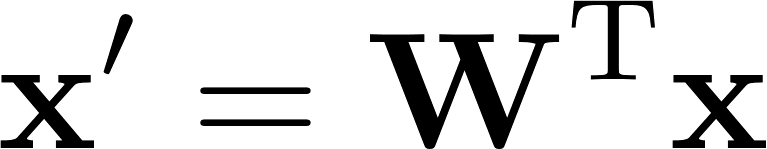 𝐱′ = 𝐖ᵀ𝐱